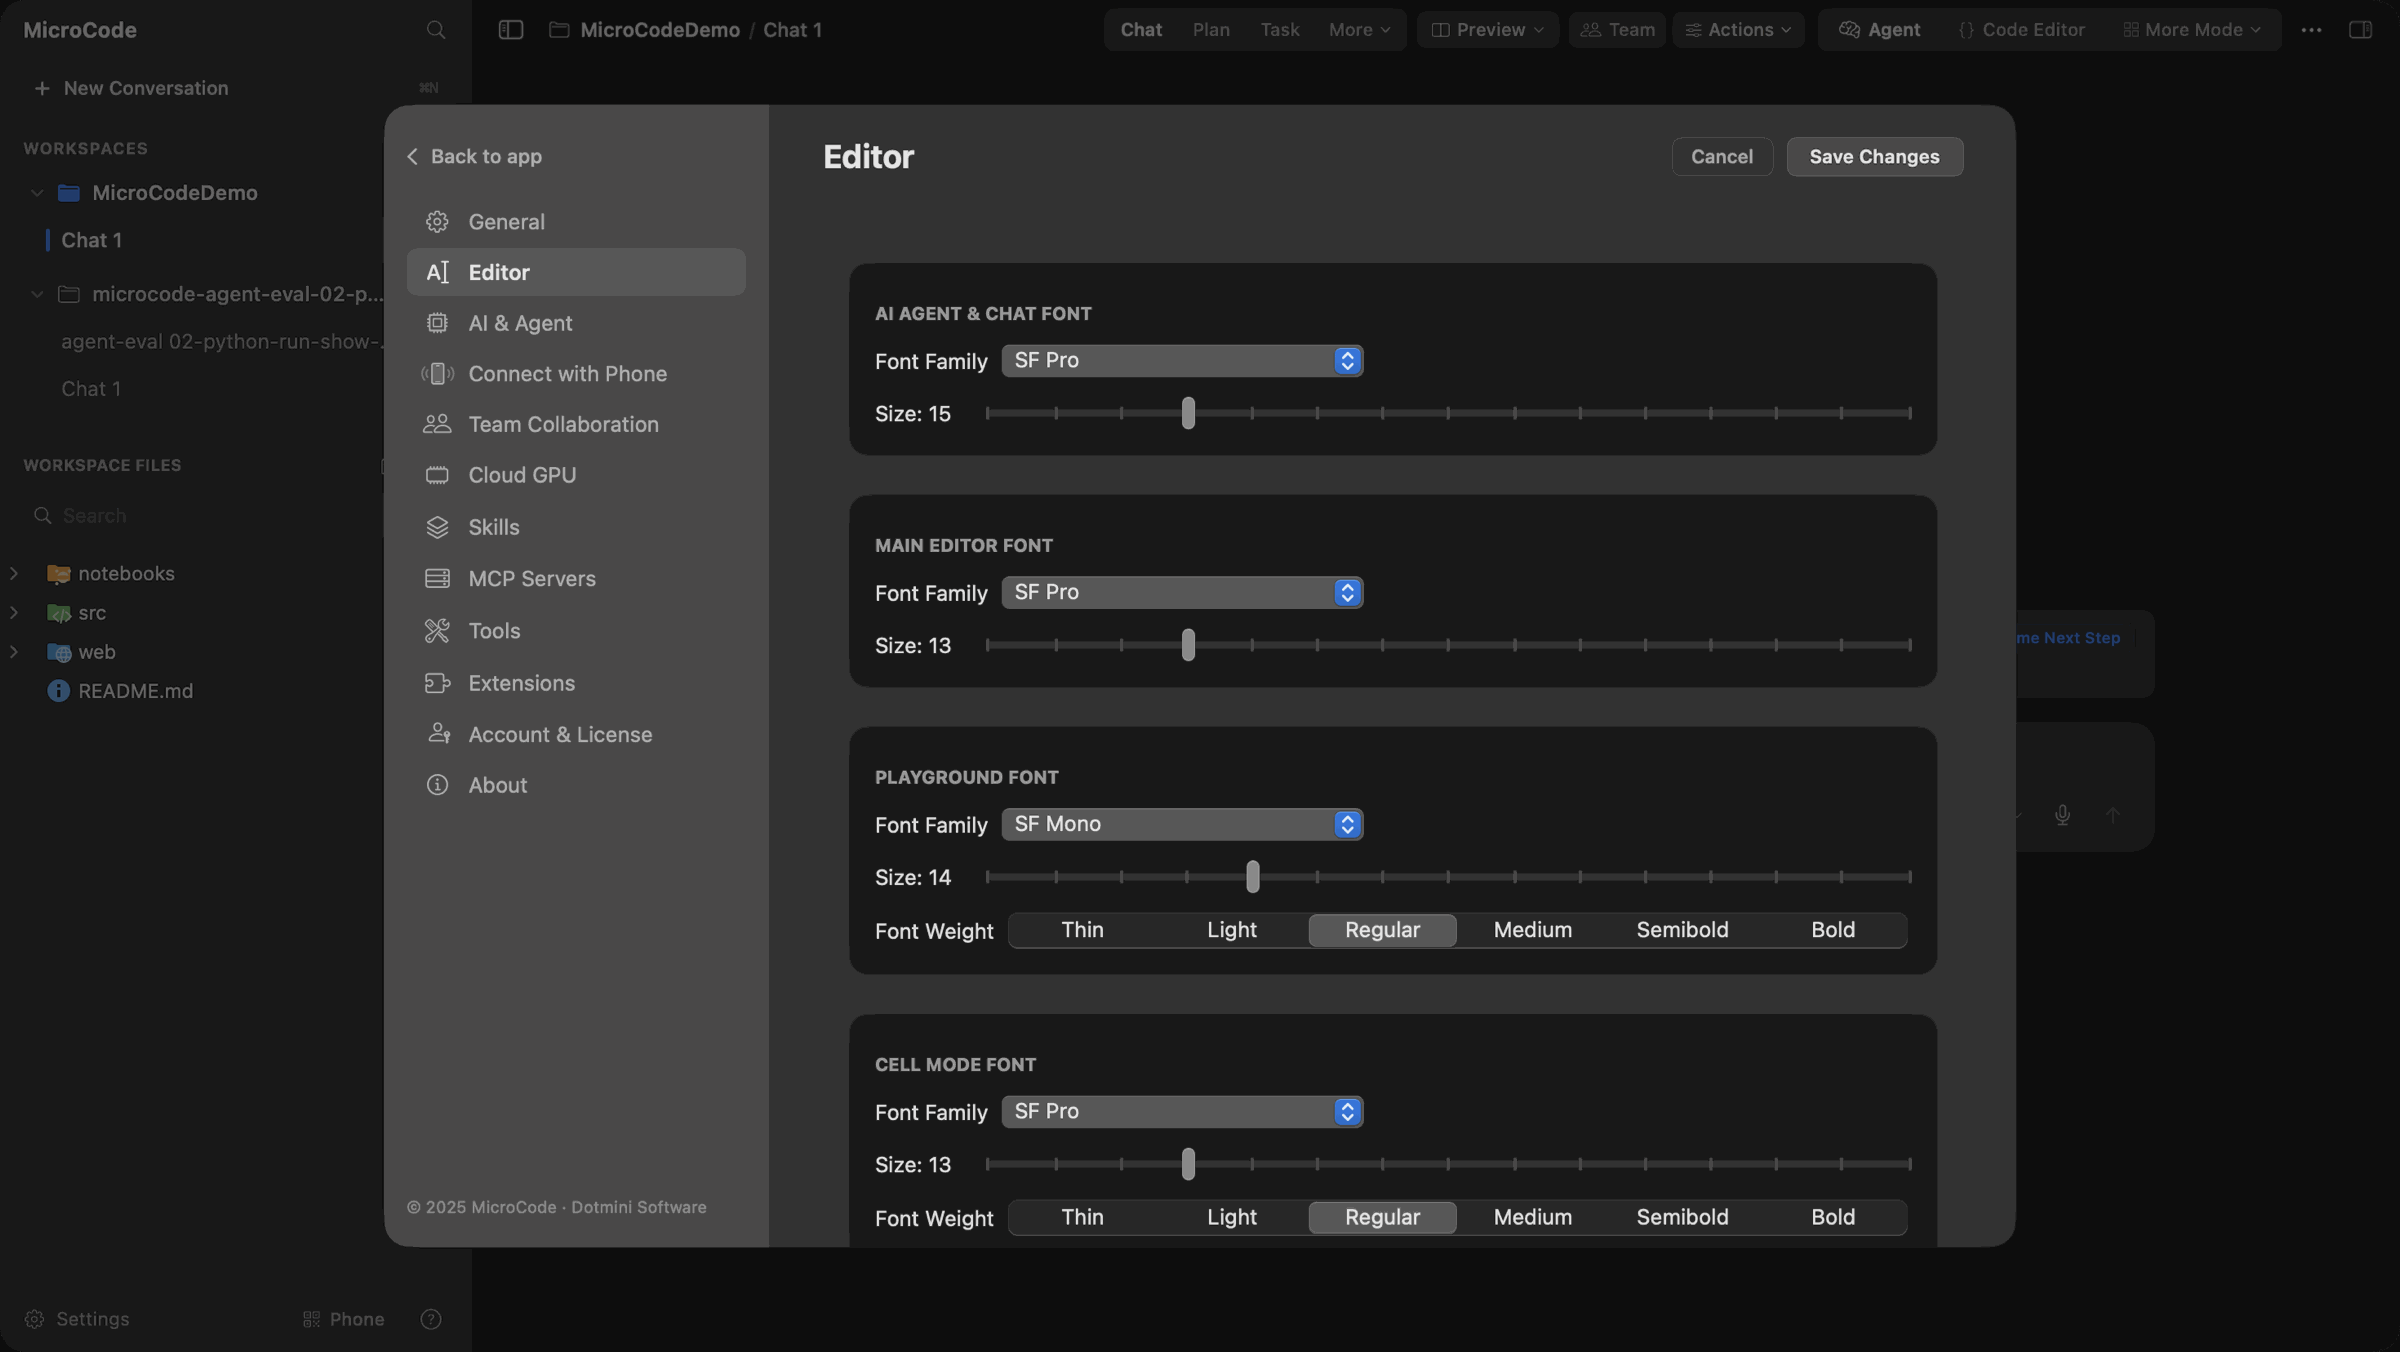 MicroCode
MicroCodeDemo / Chat 1
Chat
Plan
Task
More
Preview
Team
Actions
Agent
{} Code Editor
More Mode
+ New Conversation
⌘N
WORKSPACES
MicroCodeDemo
Chat 1
microcode-agent-eval-02-p...
agent-eval 02-python-run-show-.
Chat 1
WORKSPACE FILES
Search
notebooks
src
web
README.md
Settings
Phone
Back to app
General
Editor
AI & Agent
Connect with Phone
Team Collaboration
Cloud GPU
Skills
MCP Servers
Tools
Extensions
Account & License
About
© 2025 MicroCode · Dotmini Software
Editor
Cancel
Save Changes
AI AGENT & CHAT FONT
Font Family SF Pro
Size: 15
MAIN EDITOR FONT
Font Family SF Pro
Size: 13
PLAYGROUND FONT
Font Family SF Mono
Size: 14
Font Weight Thin Light Regular Medium Semibold Bold
CELL MODE FONT
Font Family SF Pro
Size: 13
Font Weight Thin Light Regular Medium Semibold Bold
me Next Step